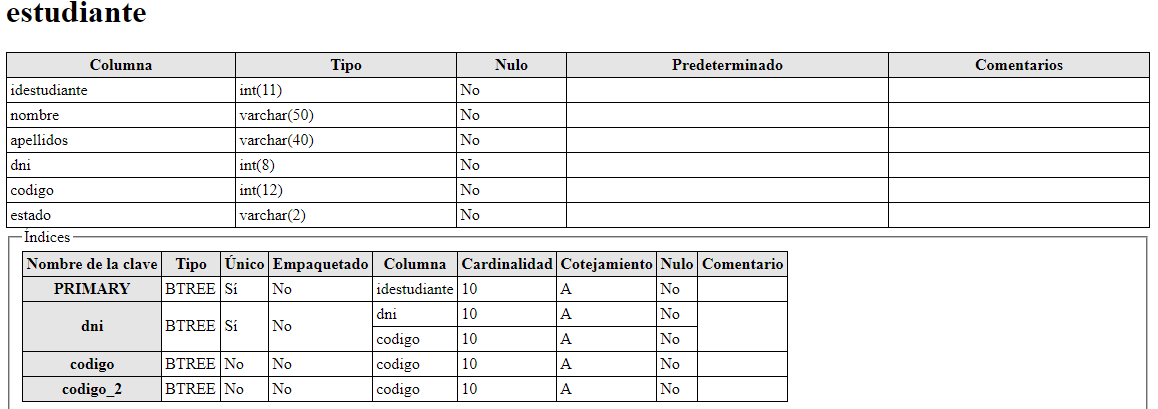 estudiante
Columna Tipo Nulo Predeterminado Comentarios
idestudiante int(11) No
nombre varchar(50) No
apellidos varchar(40) No
dni int(8) No
codigo int(12) No
estado varchar(2) No
Índices
Nombre de la clave Tipo Único Empaquetado Columna Cardinalidad Cotejamiento Nulo Comentario
PRIMARY BTREE Sí No idestudiante 10 A No
dni BTREE Sí No dni 10 A No
codigo 10 A No
codigo BTREE No No codigo 10 A No
codigo_2 BTREE No No codigo 10 A No